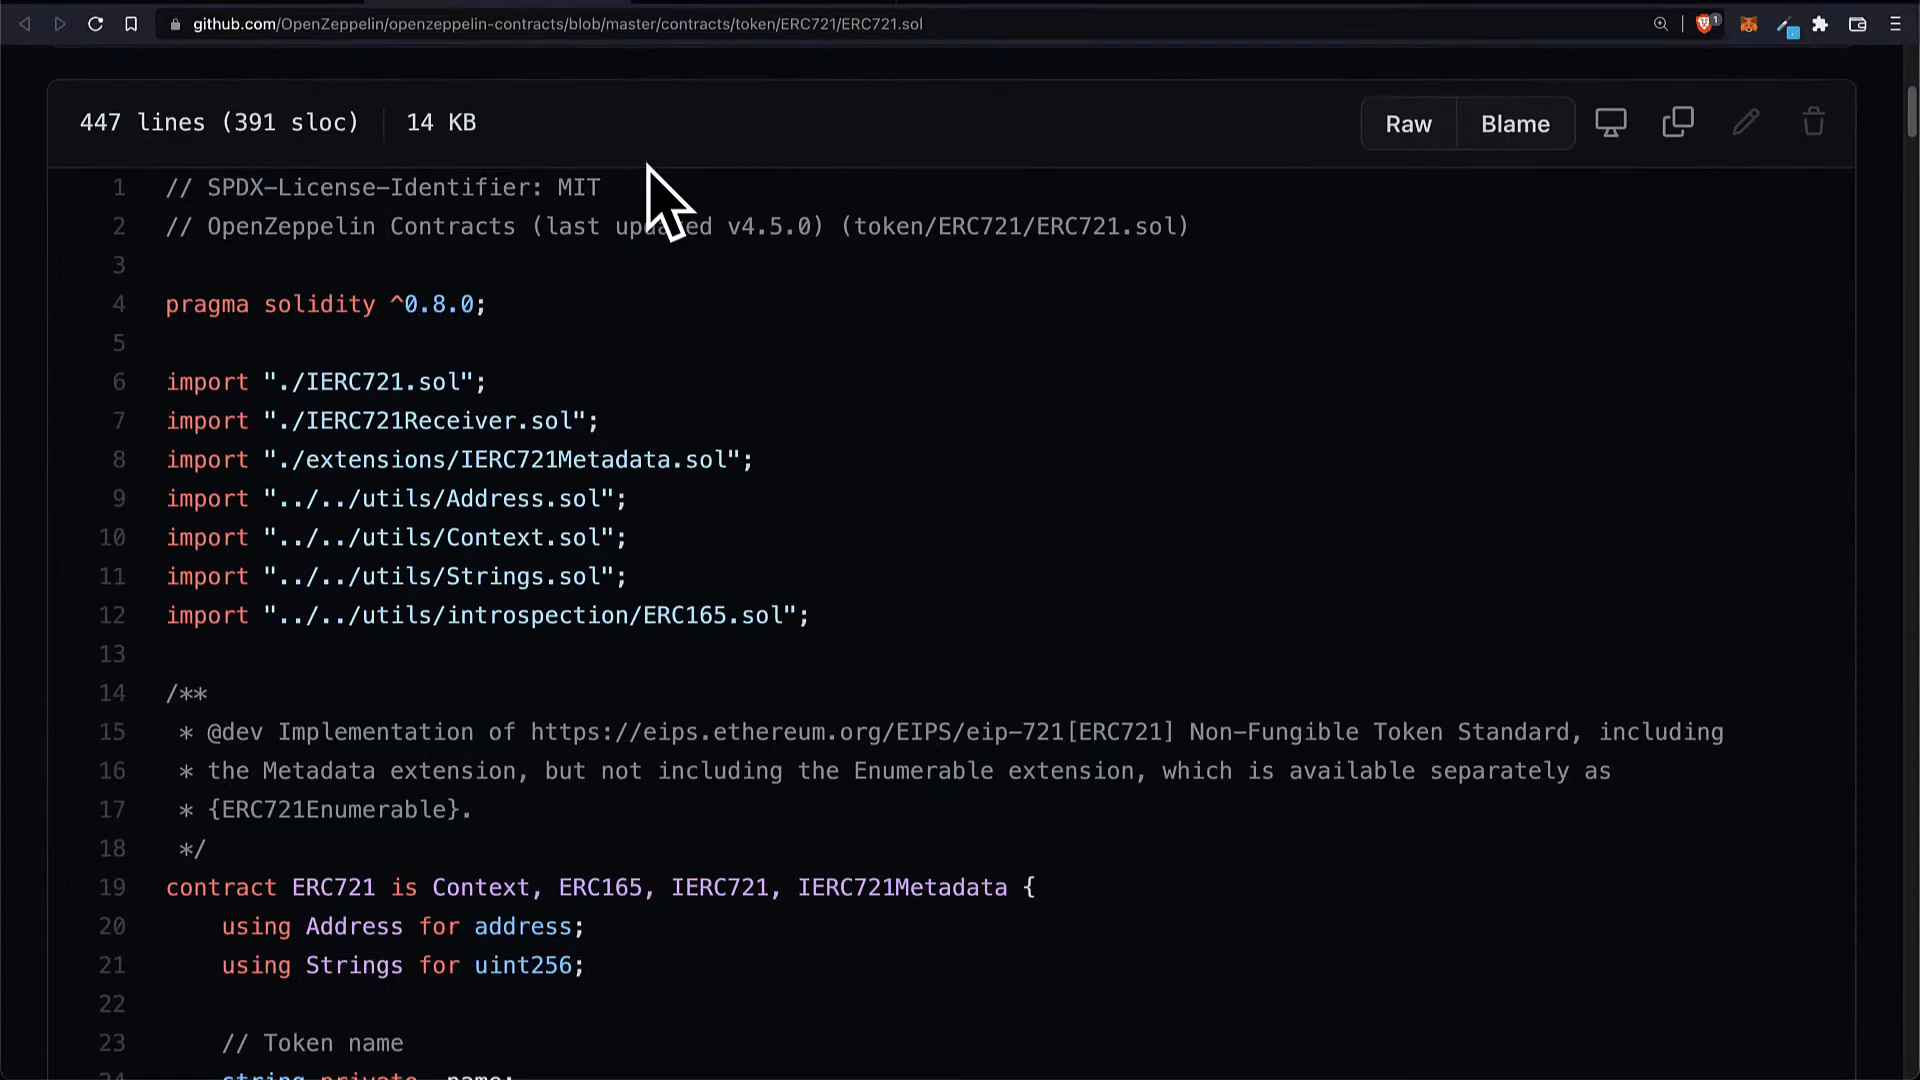 github.com/OpenZeppelin/openzeppelin-contracts/blob/master/contracts/token/ERC721/ERC721.sol
1
447 lines (391 sloc) 14 KB
Raw Blame
1 // SPDX-License-Identifier: MIT
2 // OpenZeppelin Contracts (last updated v4.5.0) (token/ERC721/ERC721.sol)
3
4 pragma solidity ^0.8.0;
5
6 import "./IERC721.sol";
7 import "./IERC721Receiver.sol";
8 import "./extensions/IERC721Metadata.sol";
9 import "../../utils/Address.sol";
10 import "../../utils/Context.sol";
11 import "../../utils/Strings.sol";
12 import "../../utils/introspection/ERC165.sol";
13
14 /**
15 * @dev Implementation of https://eips.ethereum.org/EIPS/eip-721[ERC721] Non-Fungible Token Standard, including
16 * the Metadata extension, but not including the Enumerable extension, which is available separately as
17 * {ERC721Enumerable}.
18 */
19 contract ERC721 is Context, ERC165, IERC721, IERC721Metadata {
20 using Address for address;
21 using Strings for uint256;
22
23 // Token name
24 string private _name;